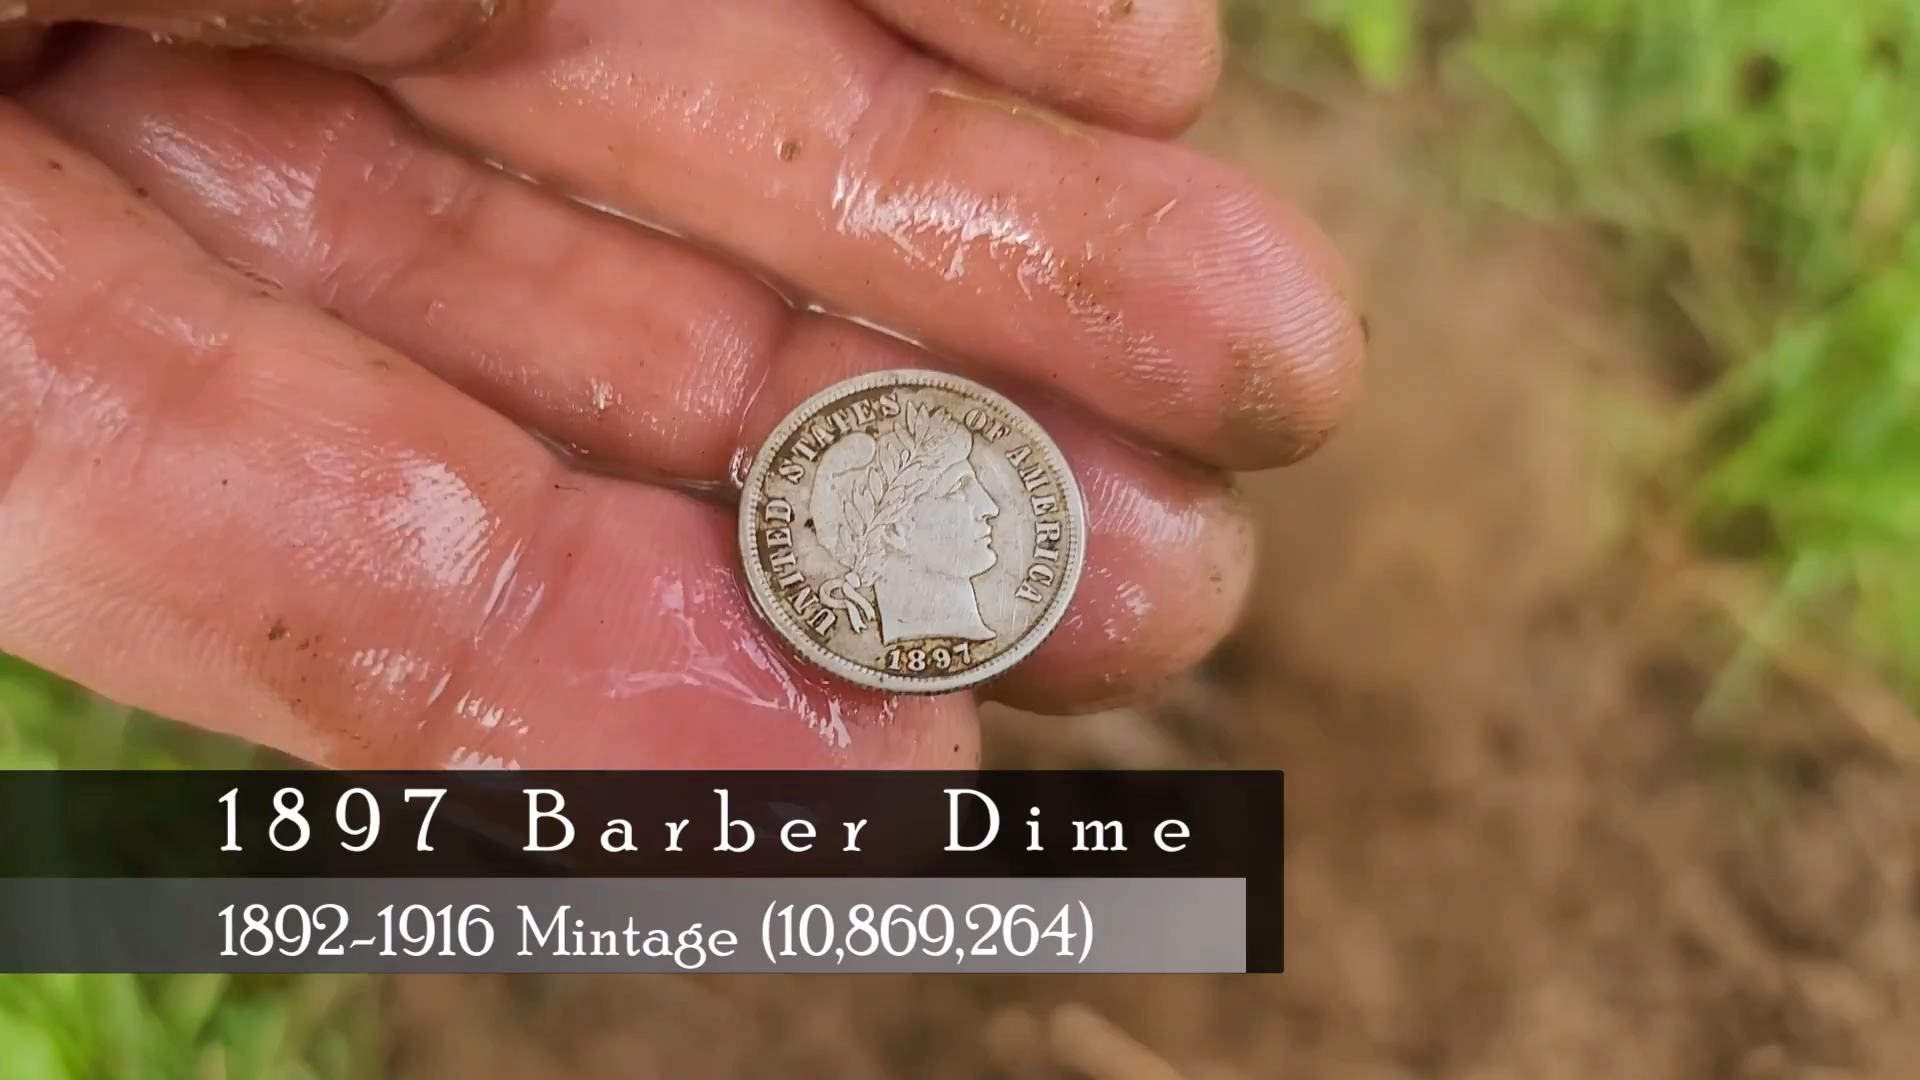 UNITED STATES OF AMERICA
1897
1897 Barber Dime
1892-1916 Mintage (10,869,264)